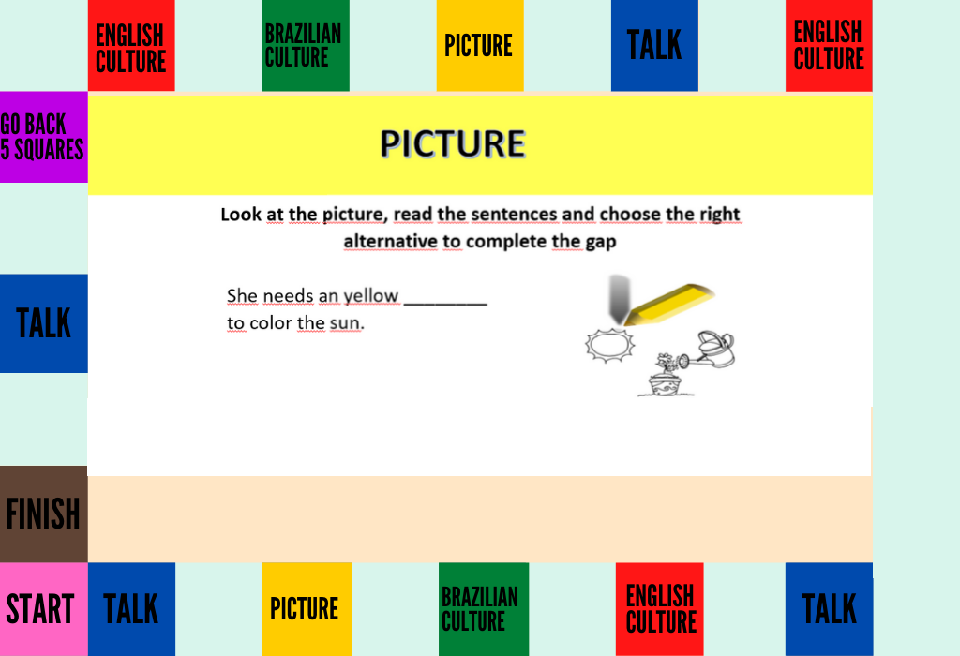 ENGLISH
CULTURE
BRAZILIAN
CULTURE
PICTURE
TALK
ENGLISH
CULTURE
GO BACK
5 SQUARES
PICTURE
Look at the picture, read the sentences and choose the right
alternative to complete the gap
She needs an yellow ________
to color the sun.
TALK
FINISH
START
TALK
PICTURE
BRAZILIAN
CULTURE
ENGLISH
CULTURE
TALK